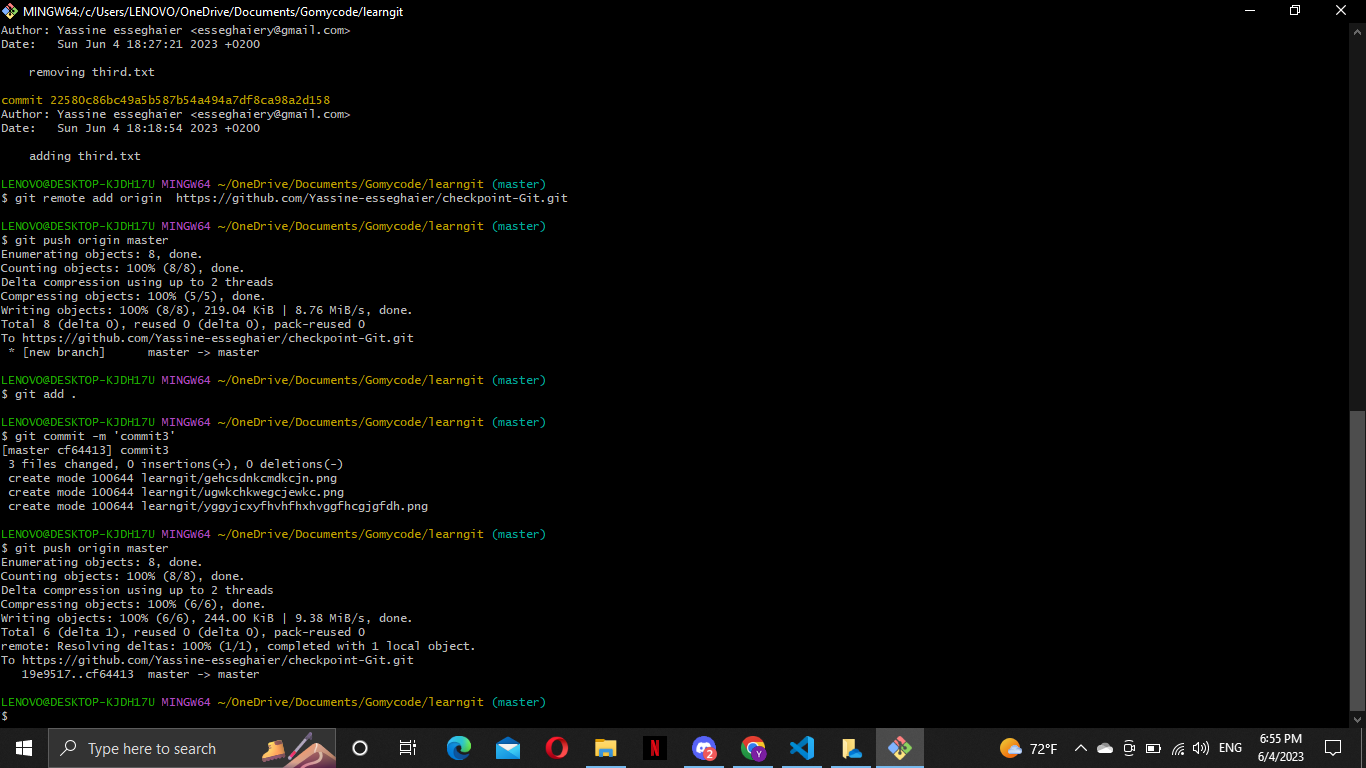 MINGW64:/c/Users/LENOVO/OneDrive/Documents/Gomycode/learngit
Author: Yassine esseghaier <esseghaiery@gmail.com>
Date:   Sun Jun 4 18:27:21 2023 +0200
    removing third.txt
commit 22580c86bc49a5b587b54a494a7df8ca98a2d158
Author: Yassine esseghaier <esseghaiery@gmail.com>
Date:   Sun Jun 4 18:18:54 2023 +0200
    adding third.txt
LENOVO@DESKTOP-KJDH17U MINGW64 ~/OneDrive/Documents/Gomycode/learngit (master)
$ git remote add origin  https://github.com/Yassine-esseghaier/checkpoint-Git.git
LENOVO@DESKTOP-KJDH17U MINGW64 ~/OneDrive/Documents/Gomycode/learngit (master)
$ git push origin master
Enumerating objects: 8, done.
Counting objects: 100% (8/8), done.
Delta compression using up to 2 threads
Compressing objects: 100% (5/5), done.
Writing objects: 100% (8/8), 219.04 KiB | 8.76 MiB/s, done.
Total 8 (delta 0), reused 0 (delta 0), pack-reused 0
To https://github.com/Yassine-esseghaier/checkpoint-Git.git
 * [new branch]      master -> master
LENOVO@DESKTOP-KJDH17U MINGW64 ~/OneDrive/Documents/Gomycode/learngit (master)
$ git add .
LENOVO@DESKTOP-KJDH17U MINGW64 ~/OneDrive/Documents/Gomycode/learngit (master)
$ git commit -m 'commit3'
[master cf64413] commit3
 3 files changed, 0 insertions(+), 0 deletions(-)
 create mode 100644 learngit/gehcsdnkcmdkcjn.png
 create mode 100644 learngit/ugwkchkwegcjewkc.png
 create mode 100644 learngit/yggyjcxyfhvhfhxhvggfhcgjgfdh.png
LENOVO@DESKTOP-KJDH17U MINGW64 ~/OneDrive/Documents/Gomycode/learngit (master)
$ git push origin master
Enumerating objects: 8, done.
Counting objects: 100% (8/8), done.
Delta compression using up to 2 threads
Compressing objects: 100% (6/6), done.
Writing objects: 100% (6/6), 244.00 KiB | 9.38 MiB/s, done.
Total 6 (delta 1), reused 0 (delta 0), pack-reused 0
remote: Resolving deltas: 100% (1/1), completed with 1 local object.
To https://github.com/Yassine-esseghaier/checkpoint-Git.git
   19e9517..cf64413  master -> master
LENOVO@DESKTOP-KJDH17U MINGW64 ~/OneDrive/Documents/Gomycode/learngit (master)
$
Type here to search
N
2
Y
72°F
ENG
6:55 PM
6/4/2023